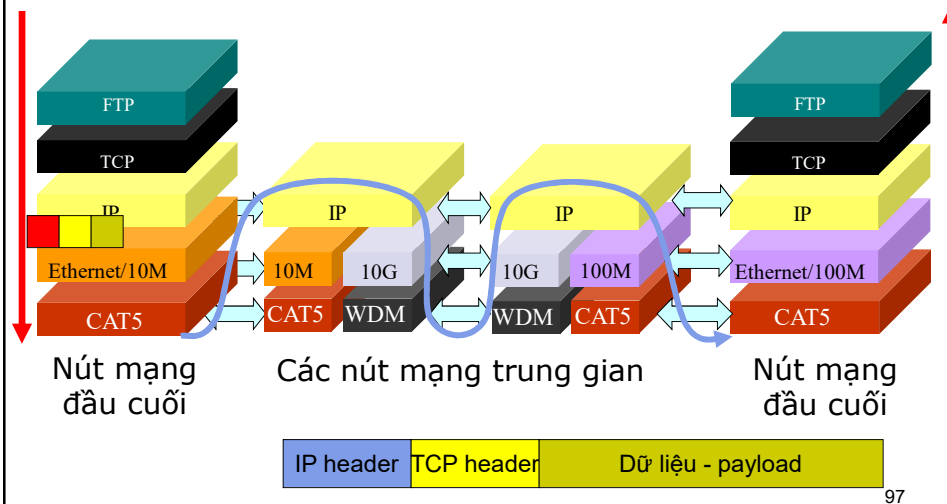 FTP
TCP
IP
Ethernet/10M
CAT5
IP
10M
10G
CAT5
WDM
IP
10G
100M
WDM
CAT5
FTP
TCP
IP
Ethernet/100M
CAT5
Nút mạng
đầu cuối
Các nút mạng trung gian
Nút mạng
đầu cuối
IP header
TCP header
Dữ liệu - payload
97